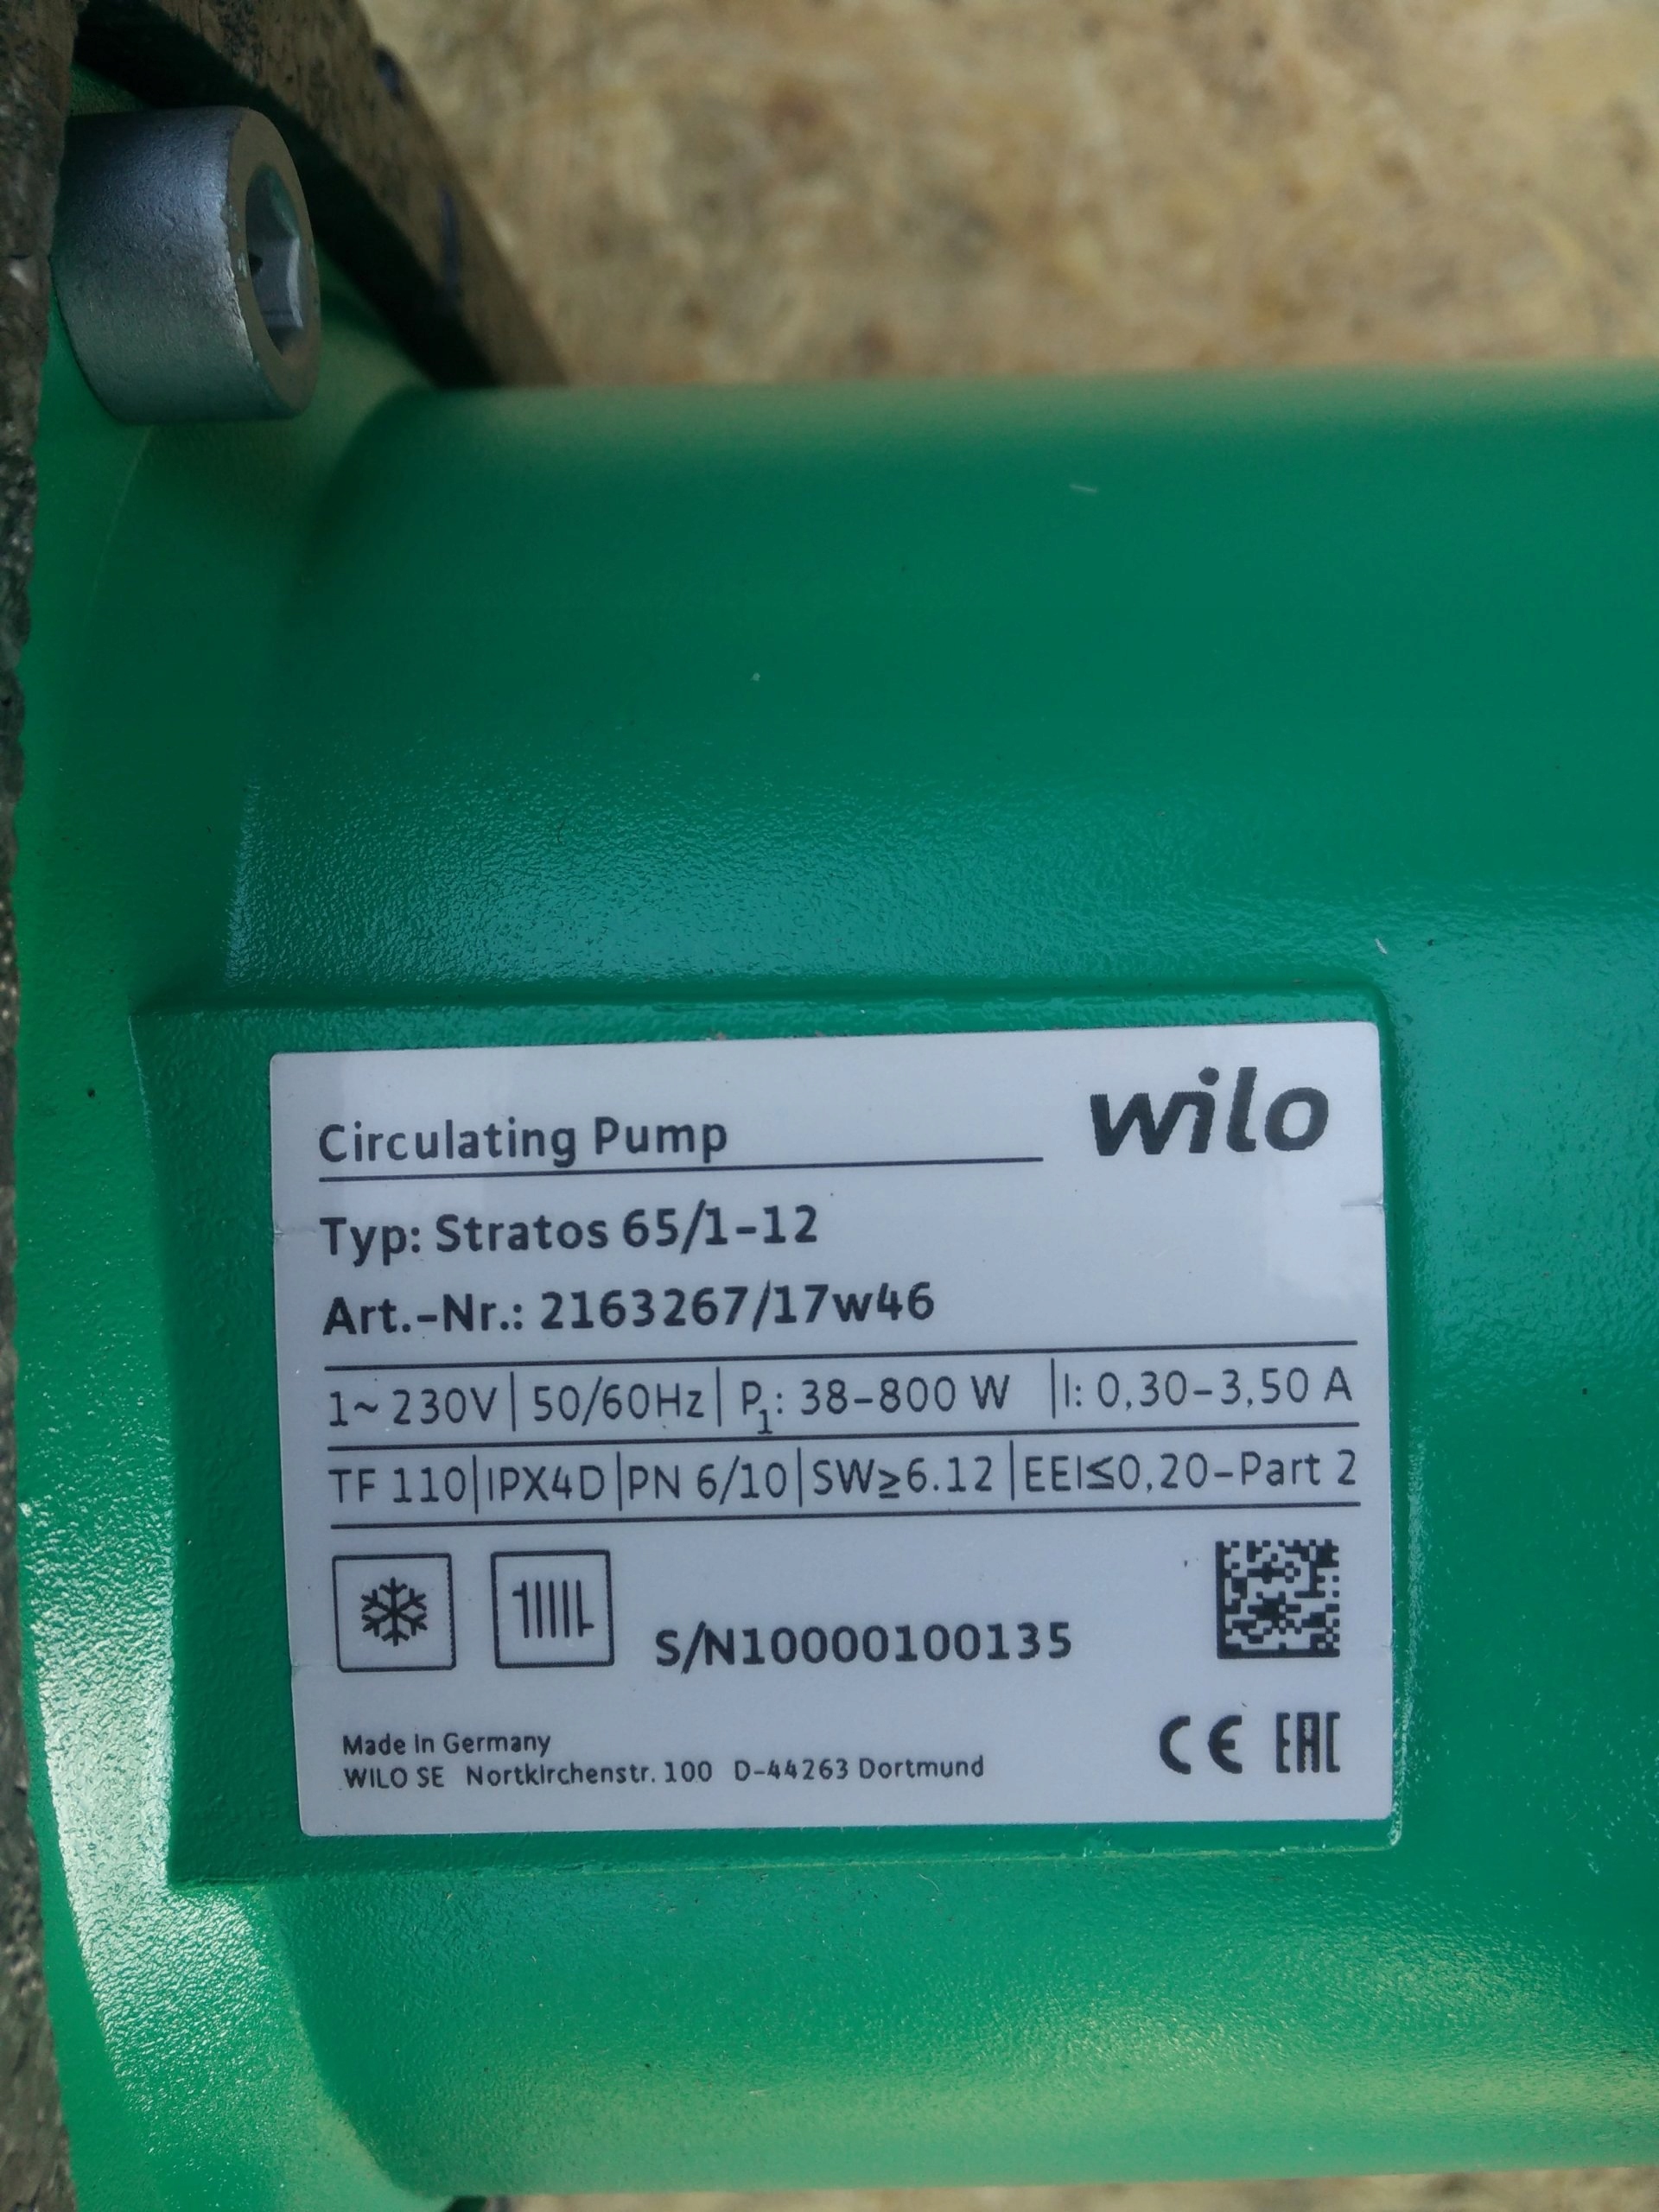 wilo
Circulating Pump
Typ: Stratos 65/1-12
Art.-Nr.: 2163267/17w46
1~ 230V | 50/60Hz | P1: 38-800 W | I: 0,30-3,50 A
TF 110 | IPX4D | PN 6/10 | SW≥6.12 | EEI≤0,20-Part 2
S/N10000100135
Made in Germany
WILO SE Nortkirchenstr. 100 D-44263 Dortmund
CE EAC